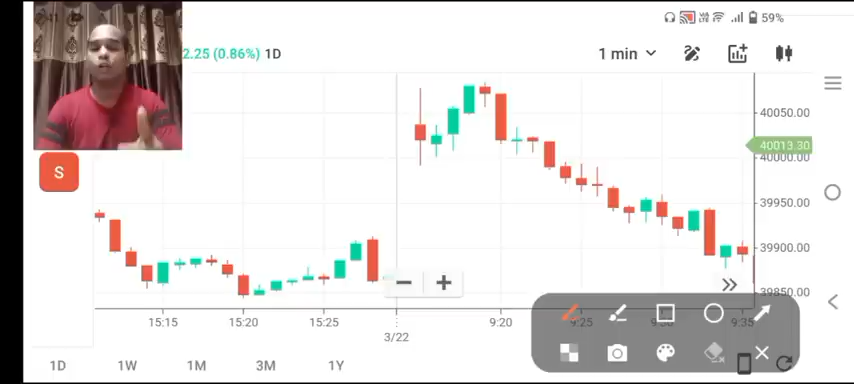 59%
2.25 (0.86%) 1D
1 min
S
40050.00
40013.30
40000.00
39950.00
39900.00
39850.00
15:15 15:20 15:25 9:20 9:25 9:35
3/22
1D 1W 1M 3M 1Y